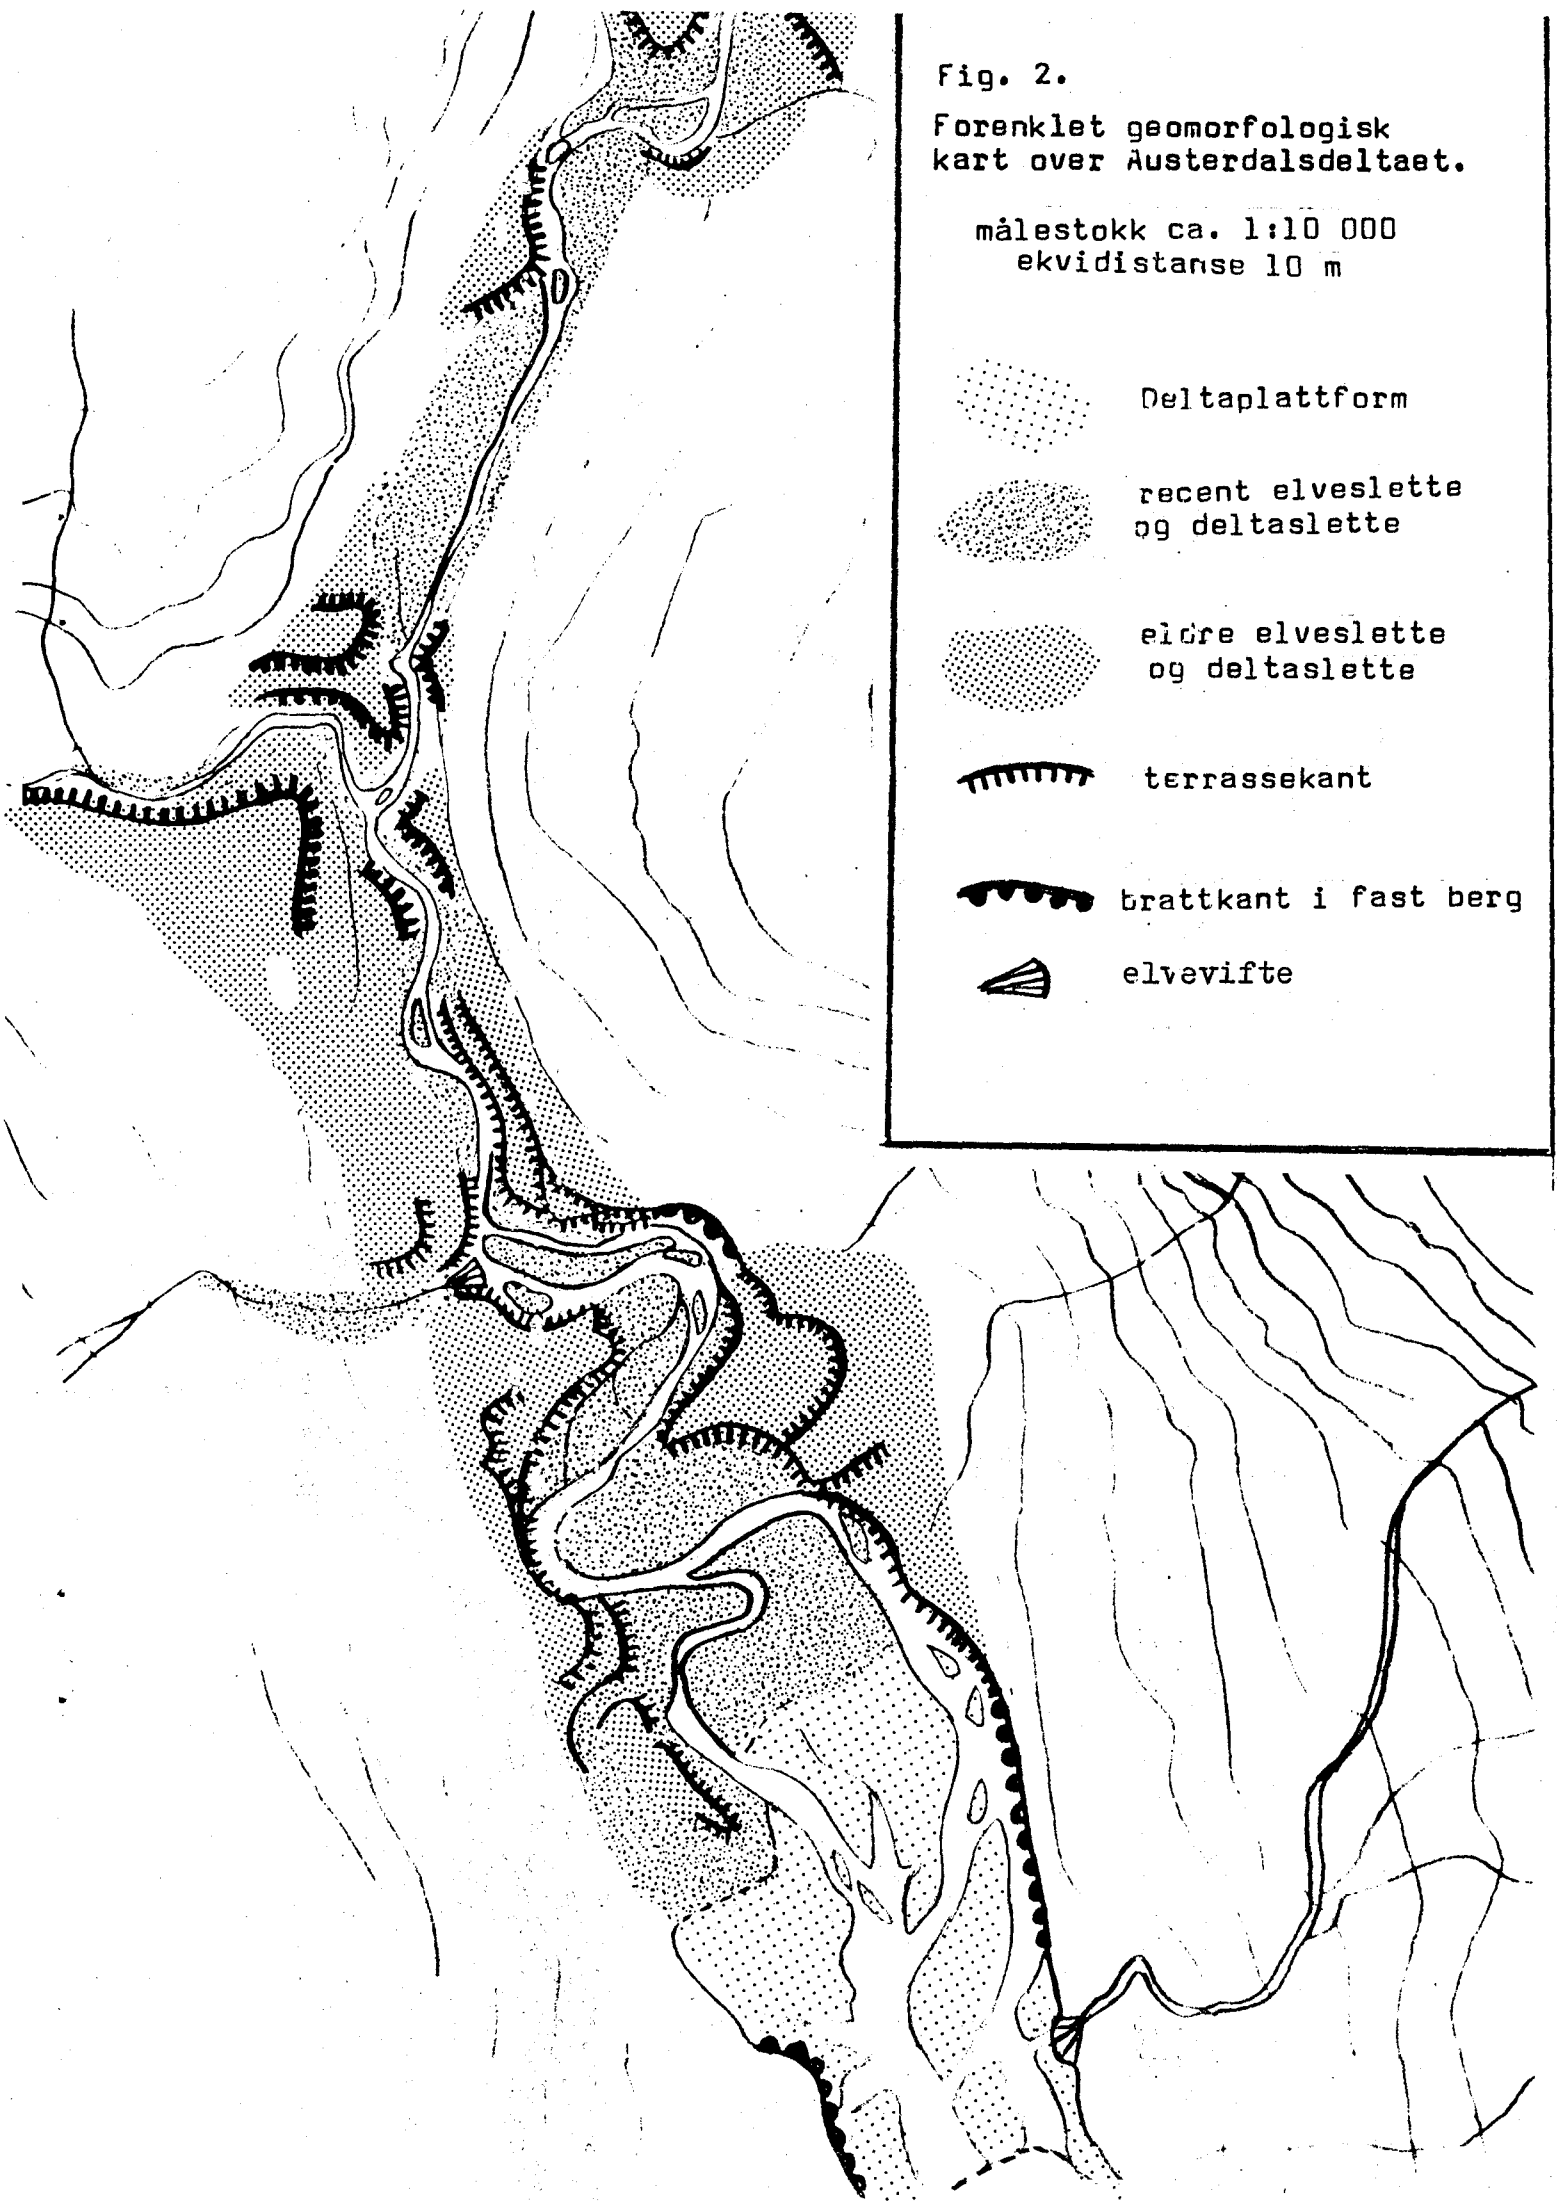 Fig. 2.
Forenklet geomorfologisk
kart over Austerdalsdeltaet.
målestokk ca. 1:10 000
ekvidistanse 10 m
Deltaplattform
recent elveslette
og deltaslette
eldre elveslette
og deltaslette
terrassekant
brattkant i fast berg
elvevifte